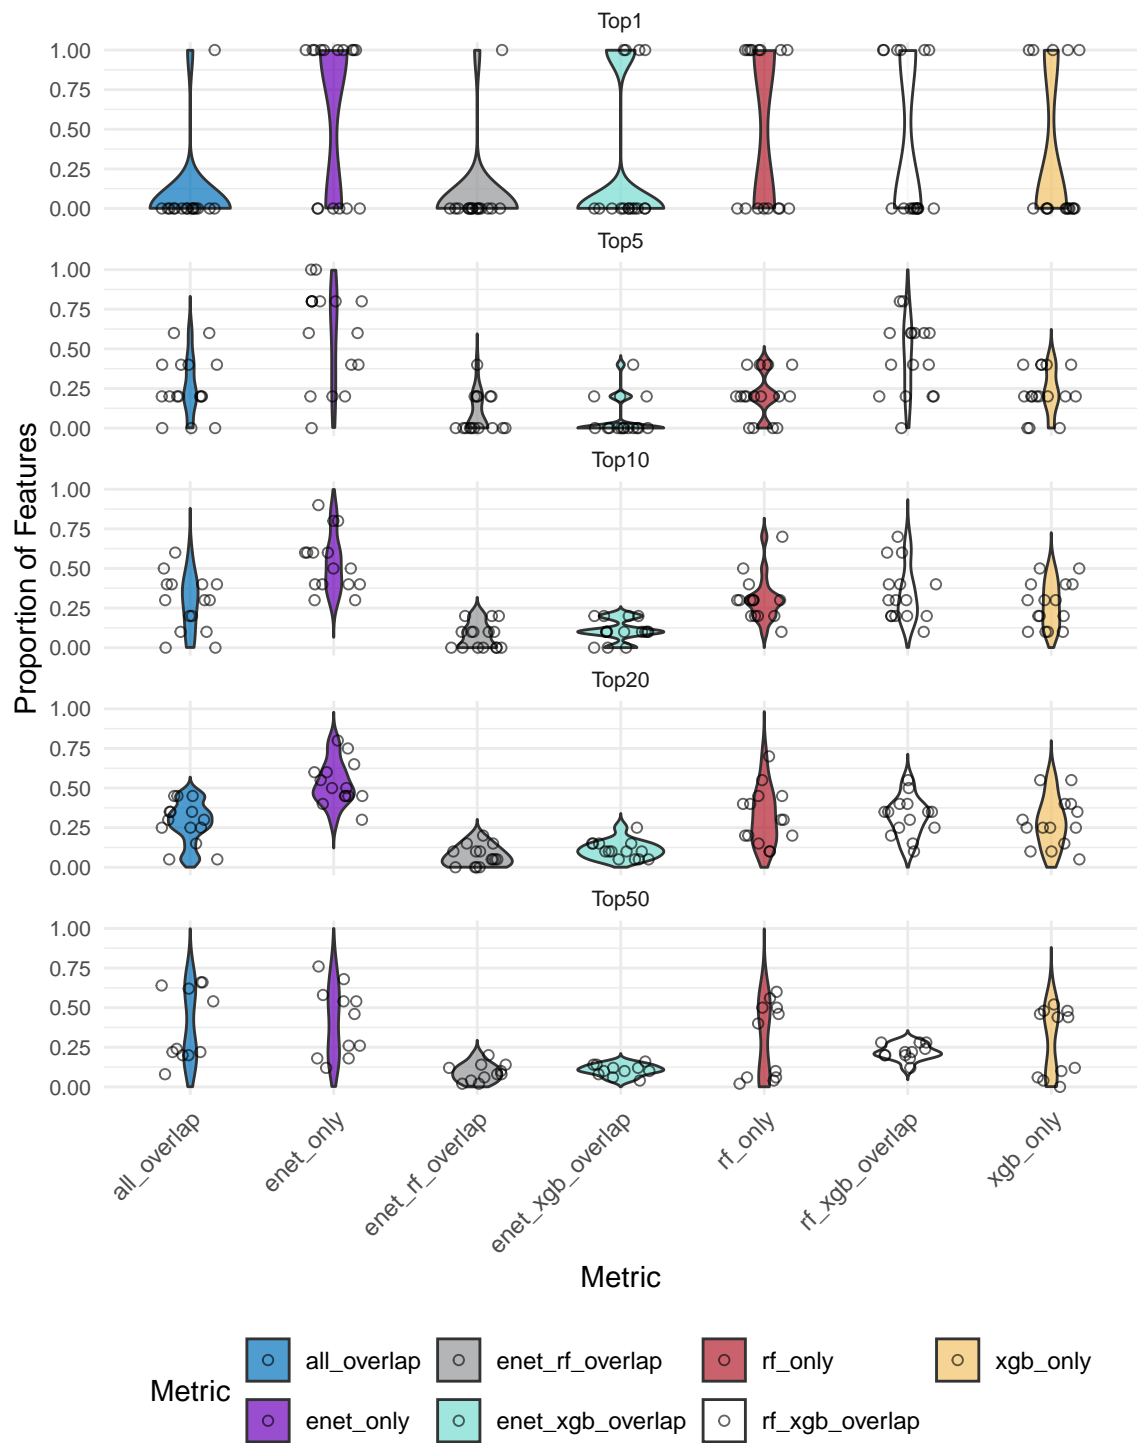 Top1
1.00
0.75
0.50
0.25
0.00
Top5
1.00
0.75
0.50
0.25
0.00
Top10
1.00
0.75
0.50
0.25
0.00
Top20
1.00
0.75
0.50
0.25
0.00
Top50
1.00
0.75
0.50
0.25
0.00
Proportion of Features
all_overlap
enet_only
enet_rf_overlap
enet_xgb_overlap
rf_only
rf_xgb_overlap
xgb_only
Metric
Metric
all_overlap
enet_rf_overlap
rf_only
xgb_only
enet_only
enet_xgb_overlap
rf_xgb_overlap